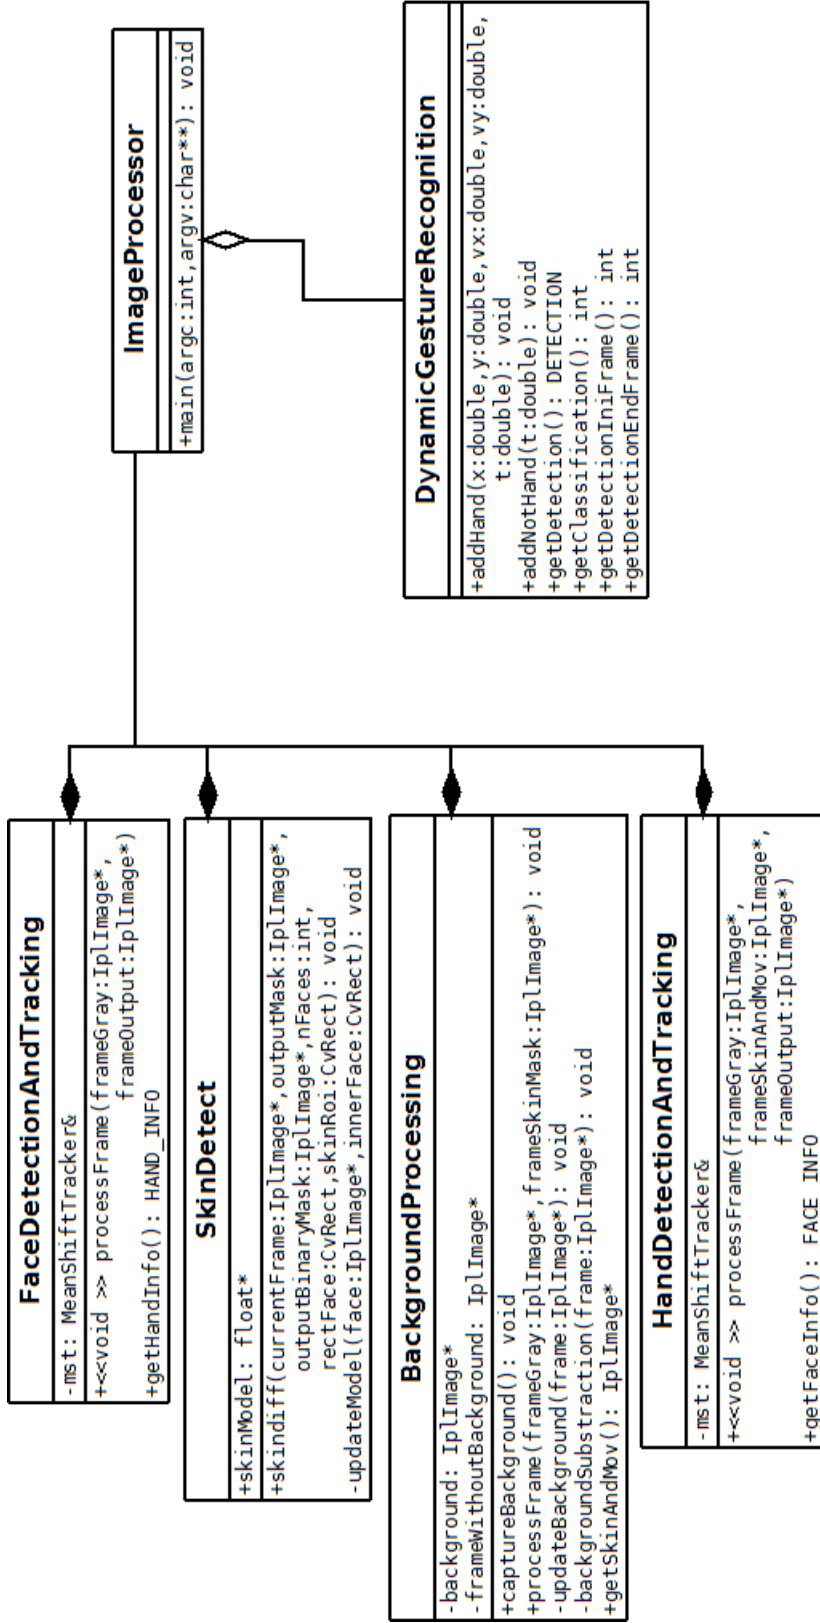 ImageProcessor
+main(argc:int,argv:char**): void
DynamicGestureRecognition
+addHand(x:double,y:double,vx:double,vy:double,
t:double): void
+addNotHand(t:double): void
+getDetection(): DETECTION
+getClassification(): int
+getDetectionIniFrame(): int
+getDetectionEndFrame(): int
FaceDetectionAndTracking
-mst: MeanShiftTracker&
+<<void >> processFrame(frameGray:IplImage*,
frameOutput:IplImage*)
+getHandInfo(): HAND_INFO
SkinDetect
+skinModel: float*
+skindiff(currentFrame:IplImage*,outputMask:IplImage*,
outputBinaryMask:IplImage*,nFaces:int,
rectFace:CvRect,skinRoi:CvRect): void
-updateModel(face:IplImage*,innerFace:CvRect): void
BackgroundProcessing
-background: IplImage*
-frameWithoutBackground: IplImage*
+captureBackground(): void
+processFrame(frameGray:IplImage*,frameSkinMask:IplImage*): void
-updateBackground(frame:IplImage*): void
-backgroundSubstraction(frame:IplImage*): void
+getSkinAndMov(): IplImage*
HandDetectionAndTracking
-mst: MeanShiftTracker&
+<<void >> processFrame(frameGray:IplImage*,
frameSkinAndMov:IplImage*,
frameOutput:IplImage*)
+getFaceInfo(): FACE_INFO